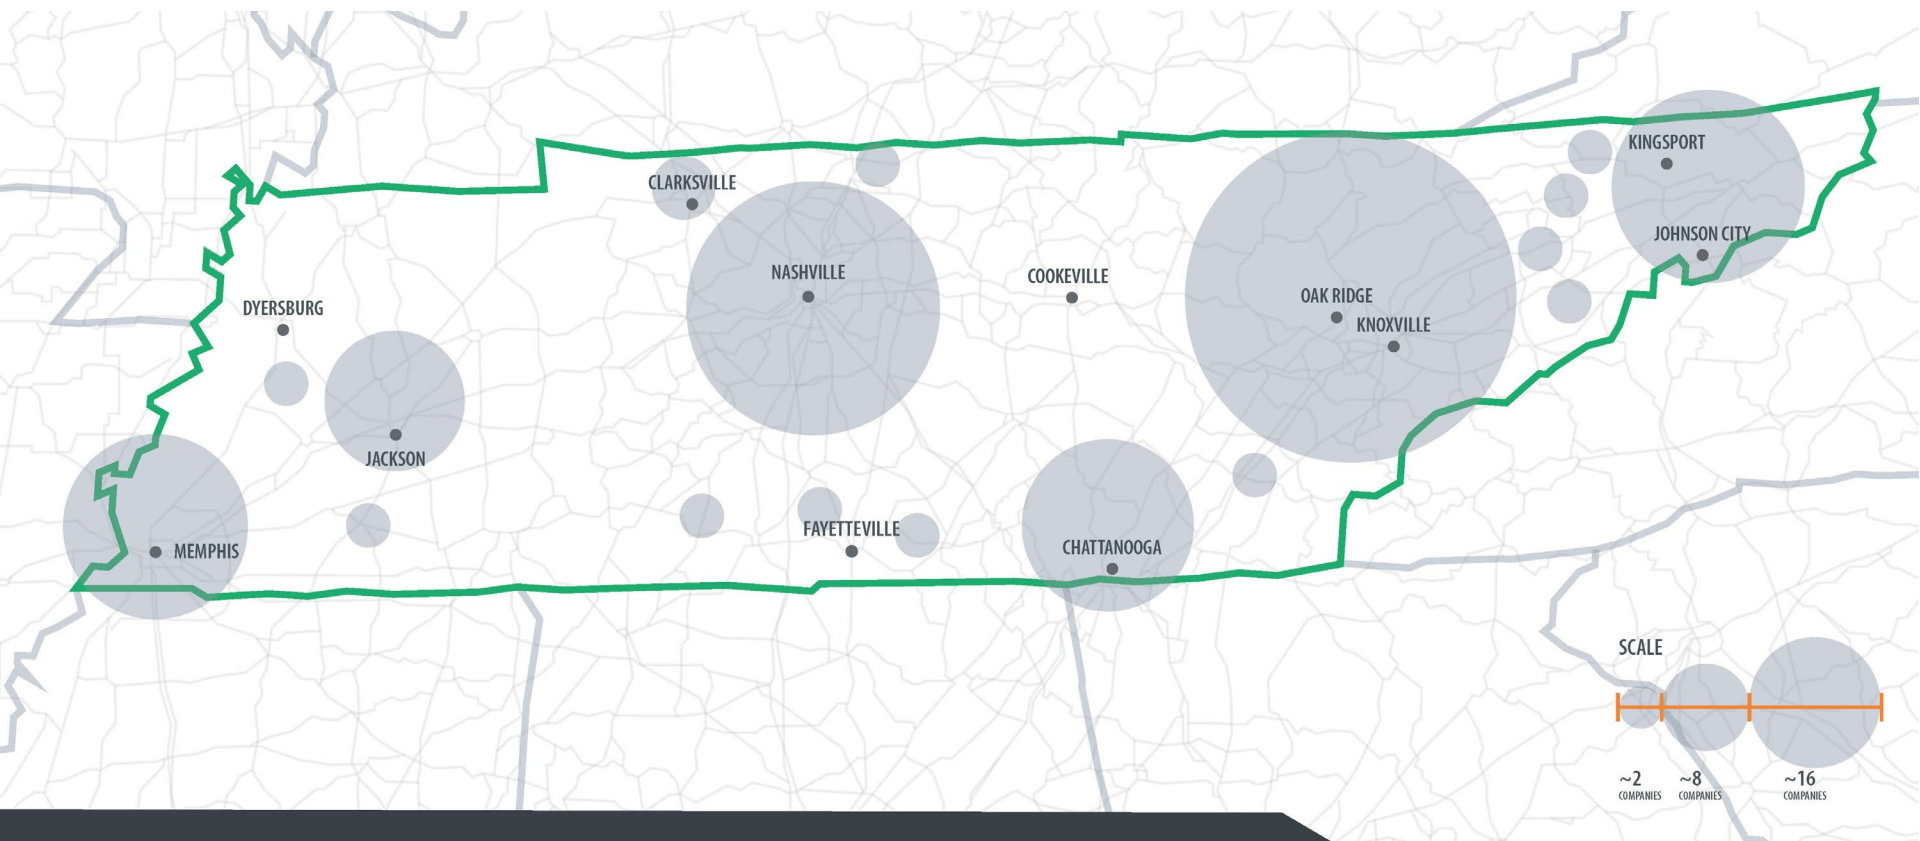 KINGSPORT
CLARKSVILLE
JOHNSON CITY
NASHVILLE
COOKEVILLE
OAK RIDGE
DYERSBURG
KNOXVILLE
JACKSON
FAYETTEVILLE
MEMPHIS
CHATTANOOGA
SCALE
~2 ~8 ~16
COMPANIES COMPANIES COMPANIES